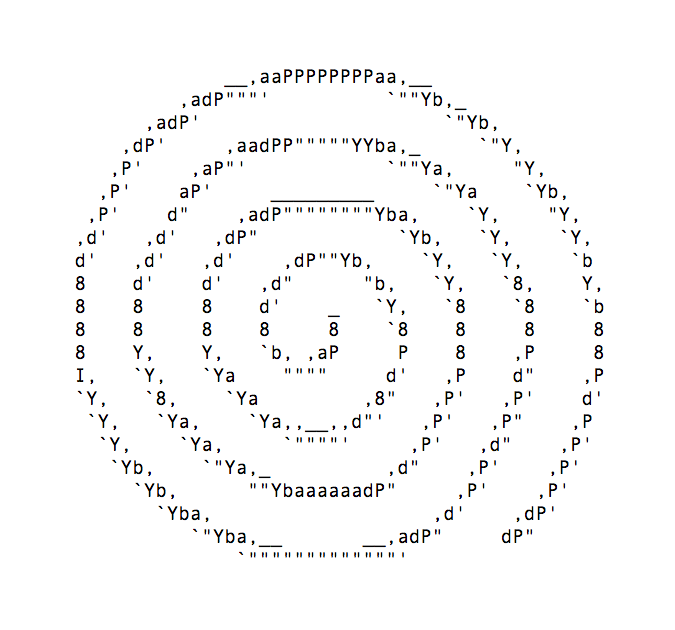 __,aaPPPPPPPPaa,__
         ,adP"""'          `""Yb,_
      ,adP'                     `"Yb,
    ,dP'     ,aadPP"""""YYba,_     `"Y,
   ,P'    ,aP"'            `""Ya,     "Y,
  ,P'    aP'     _________     `"Ya    `Yb,
 ,P'    d"    ,adP""""""""Yba,    `Y,    "Y,
,d'   ,d'   ,dP"            `Yb,   `Y,    `Y,
d'   ,d'   ,d'    ,dP""Yb,    `Y,   `Y,    `b
8    d'    d'   ,d"      "b,   `Y,   `8,    Y,
8    8     8    d'    _   `Y,   `8    `8    `b
8    8     8    8     8    `8    8     8     8
8    Y,    Y,   `b, ,aP     P    8    ,P     8
I,   `Y,   `Ya    """"     d'   ,P    d"    ,P
`Y,   `8,    `Ya         ,8"   ,P'   ,P'    d'
 `Y,   `Ya,    `Ya,,__,,d"'   ,P'   ,P"    ,P
  `Y,    `Ya,     `""""'     ,P'   ,d"    ,P'
   `Yb,    `"Ya,_          ,d"    ,P'    ,P'
     `Yb,      ""YbaaaaaadP"     ,P'    ,P'
       `Yba,                   ,d'    ,dP'
          `"Yba,__       __,adP"     dP"
              `"""""""""""""'